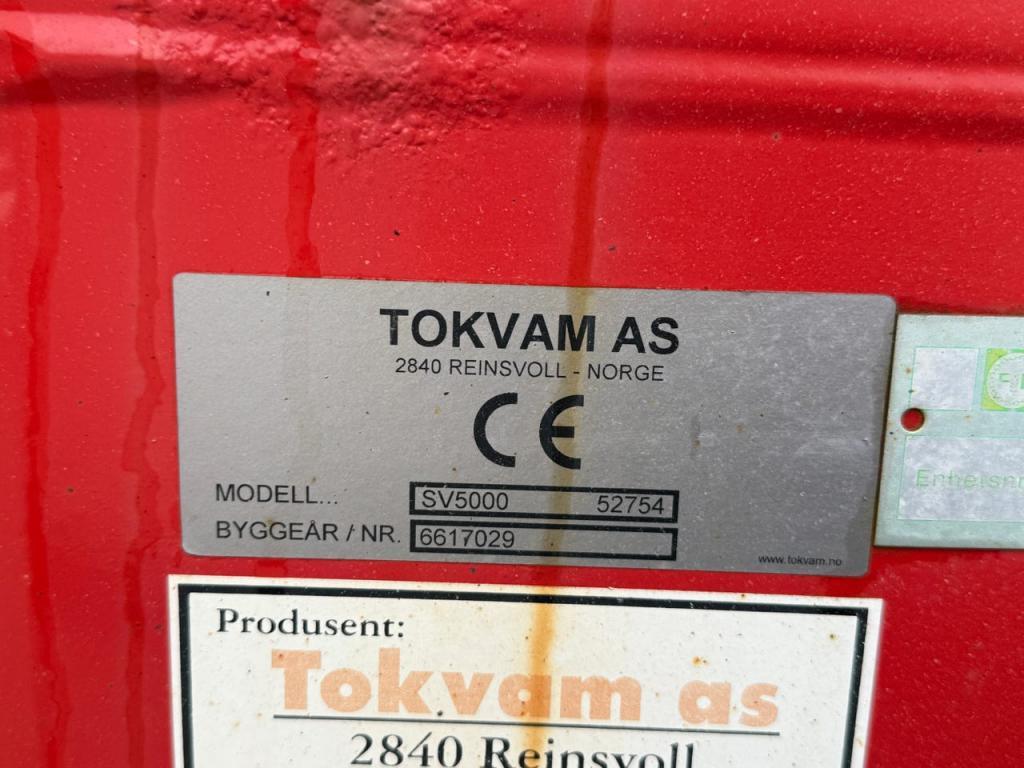 TOKVAM AS
2840 REINSVOLL - NORGE
CE
MODELL... SV5000 52754
BYGGEÅR / NR. 6617029
www.tokvam.no
Produsent:
Tokvam as
2840 Reinsvoll